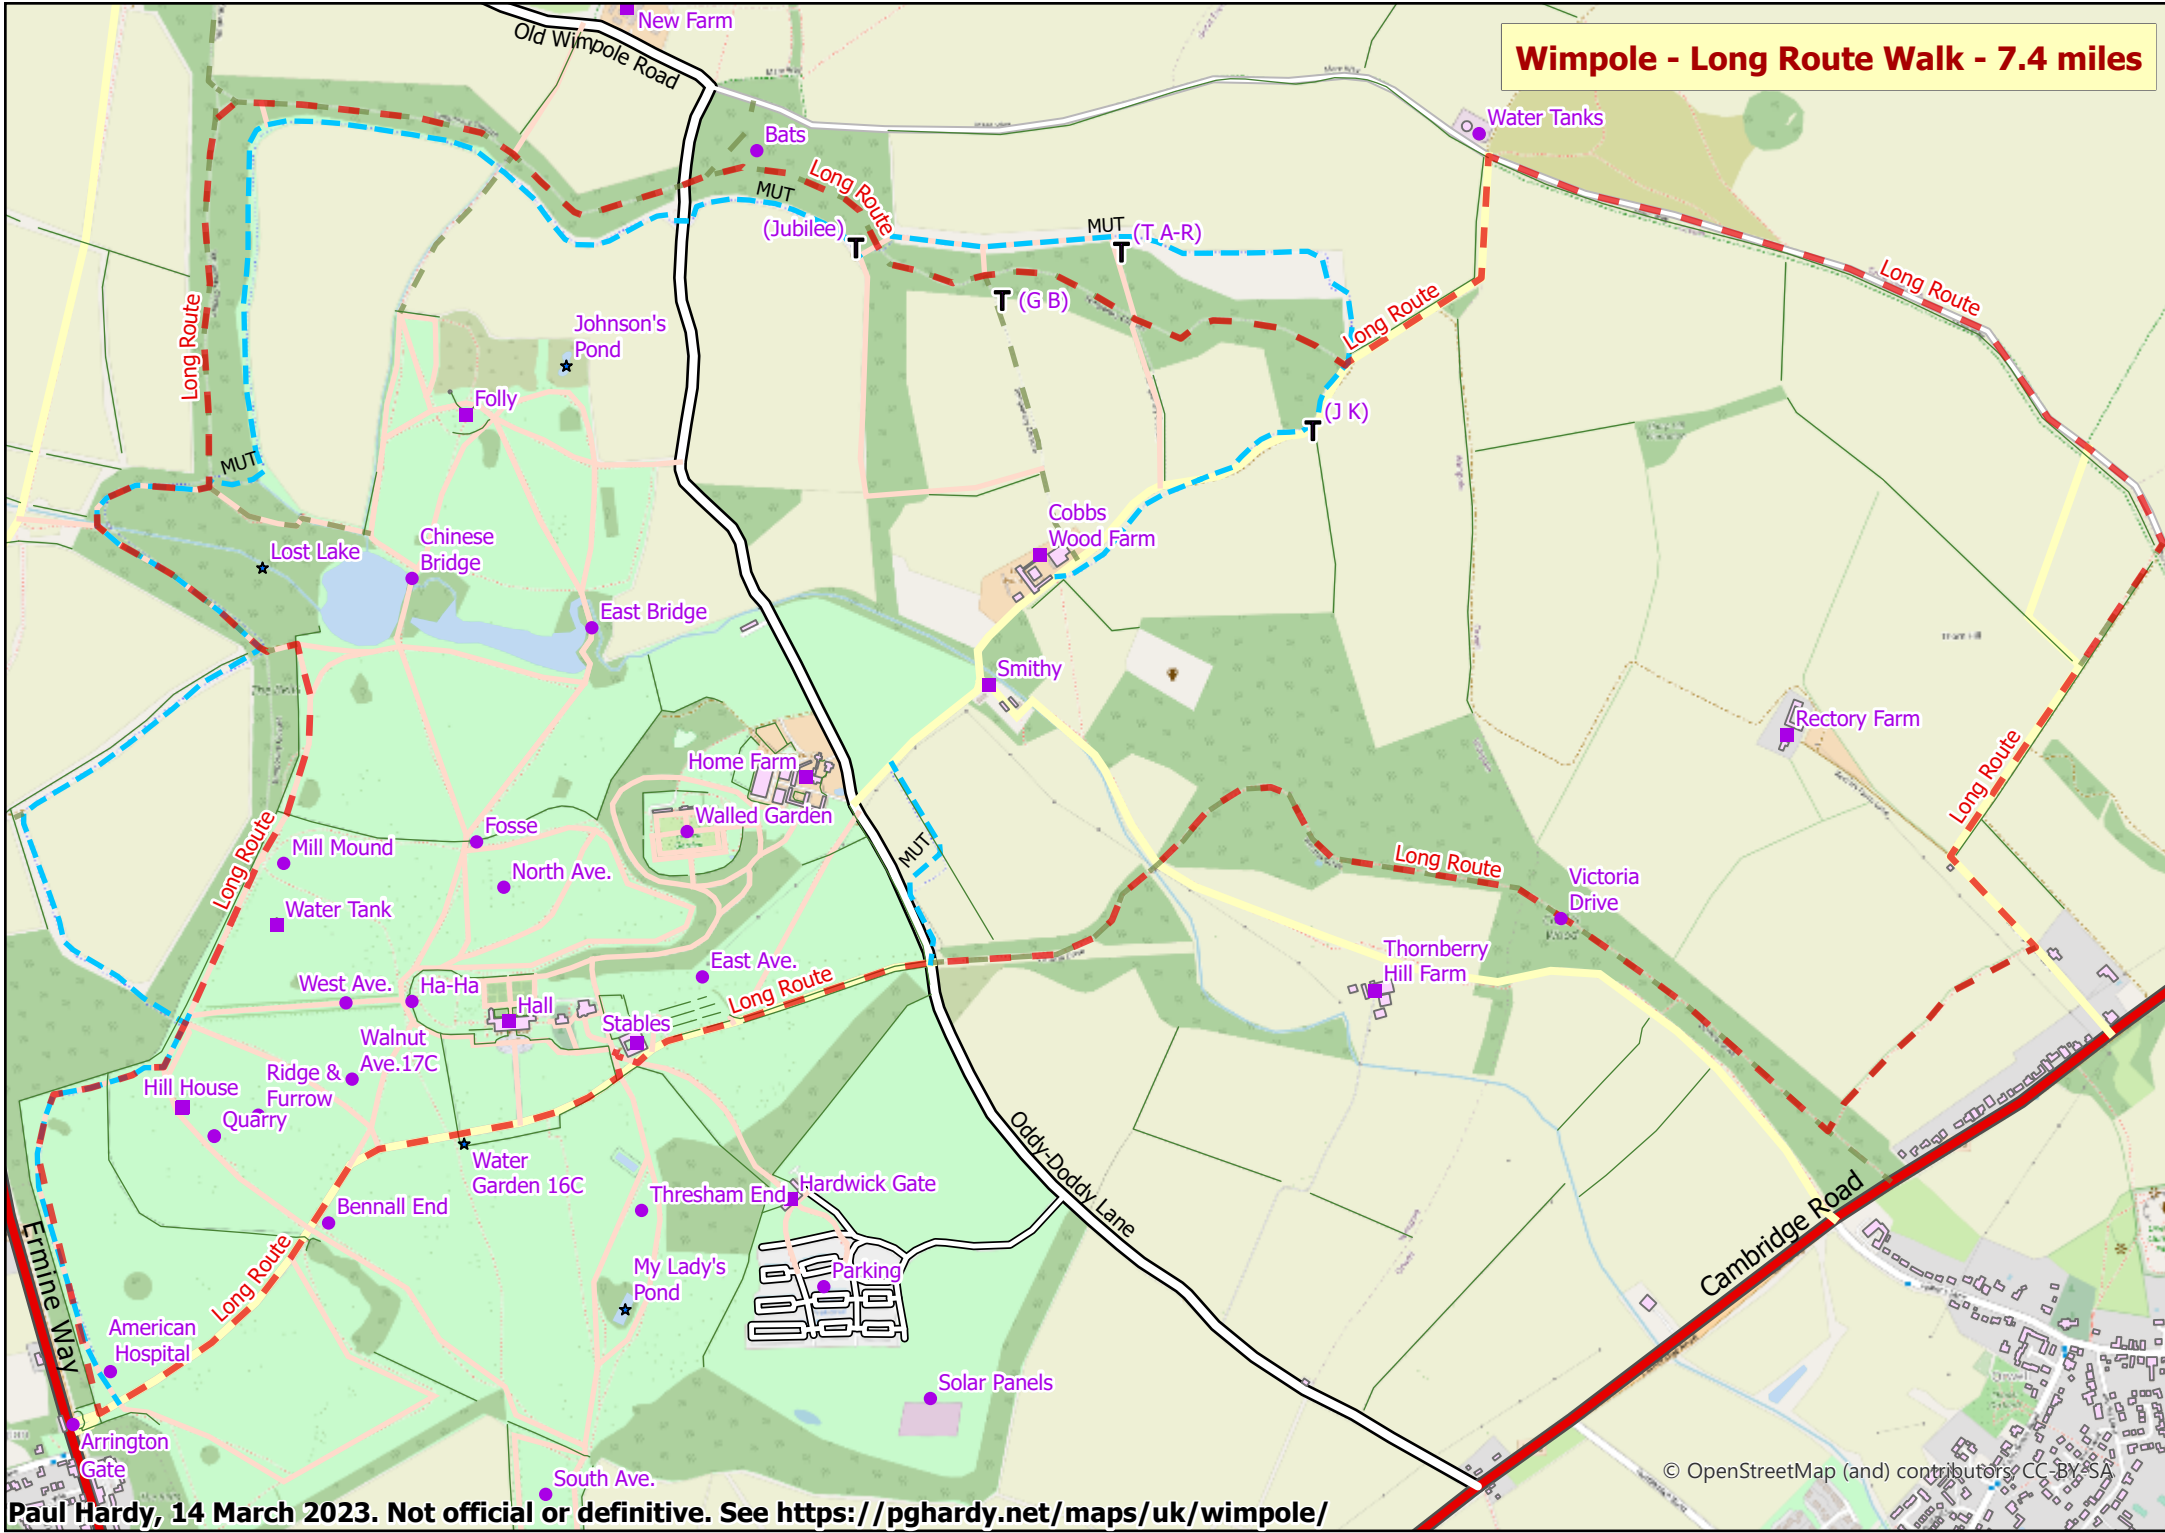 New Farm
Old Wimpole Road
Wimpole - Long Route Walk - 7.4 miles
Water Tanks
Bats
Long Route
MUT
(Jubilee)
MUT
(T A-R)
Long Route
(G B)
Long Route
Long Route
Johnson's
Pond
Folly
(J K)
MUT
Cobbs
Wood Farm
Chinese
Bridge
Lost Lake
East Bridge
Smithy
Rectory Farm
Long Route
Home Farm
Walled Garden
Fosse
Mill Mound
MUT
Long Route
North Ave.
Long Route
Victoria
Drive
Water Tank
Thornberry
Hill Farm
East Ave.
West Ave.
Ha-Ha
Hall
Long Route
Stables
Walnut
Ave.17C
Hill House
Ridge &
Furrow
Quarry
Water
Garden 16C
Oddy-Doddy Lane
Thresham End
Hardwick Gate
Bennall End
Cambridge Road
Ermine Way
Long Route
My Lady's
Pond
Parking
American
Hospital
Solar Panels
Arrington
Gate
South Ave.
© OpenStreetMap (and) contributors, CC-BY-SA
Paul Hardy, 14 March 2023. Not official or definitive. See https://pghardy.net/maps/uk/wimpole/